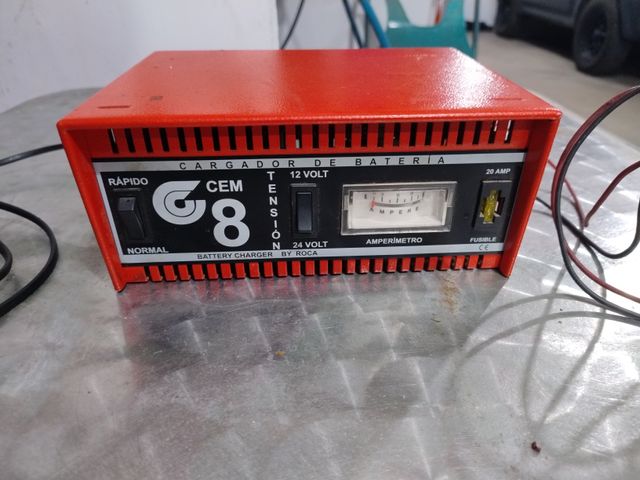 CARGADOR DE BATERÍA
RÁPIDO
NORMAL
CEM
8
TENSIÓN
12 VOLT
24 VOLT
AMPERE
AMPERÍMETRO
20 AMP
FUSIBLE
CE
BATTERY CHARGER BY ROCA